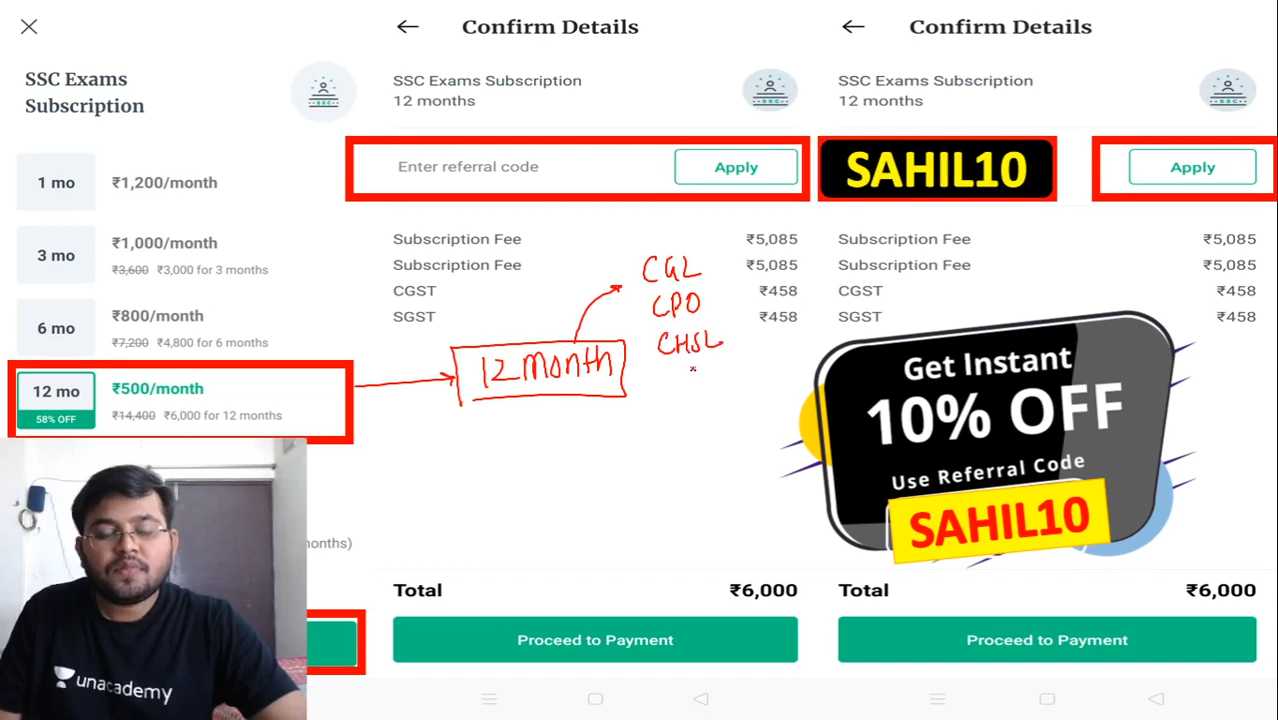 SSC Exams
Subscription
1 mo
₹1,200/month
3 mo
₹1,000/month
₹3,600 ₹3,000 for 3 months
6 mo
₹800/month
₹7,200 ₹4,800 for 6 months
12 mo
58% OFF
₹500/month
₹14,400 ₹6,000 for 12 months
months)
unacademy
Confirm Details
SSC Exams Subscription
12 months
SSC
Enter referral code
Apply
Subscription Fee ₹5,085
Subscription Fee ₹5,085
CGST ₹458
SGST ₹458
12 month
CGL
CPO
CHSL
Total ₹6,000
Proceed to Payment
Confirm Details
SSC Exams Subscription
12 months
SSC
SAHIL10
Apply
Subscription Fee ₹5,085
Subscription Fee ₹5,085
CGST ₹458
SGST ₹458
Get Instant
10% OFF
Use Referral Code
SAHIL10
Total ₹6,000
Proceed to Payment